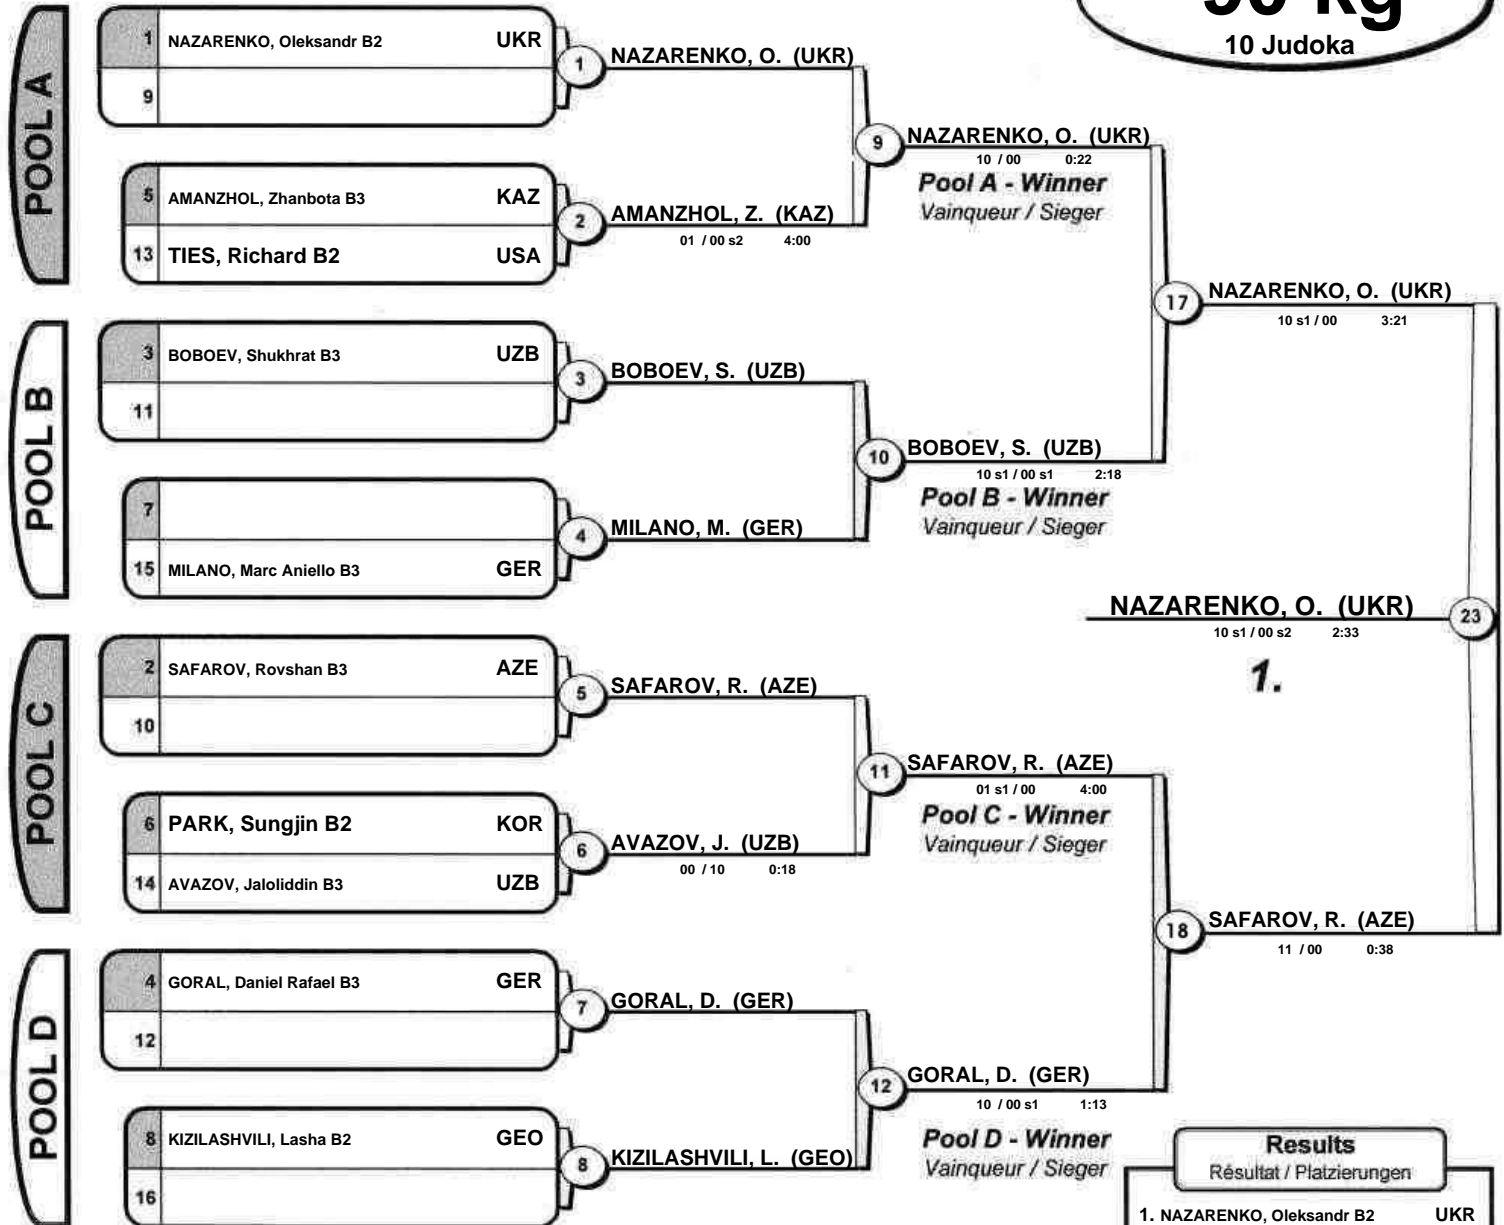 90 kg
10 Judoka
POOL A
1 NAZARENKO, Oleksandr B2 UKR
9
1 NAZARENKO, O. (UKR)
5 AMANZHOL, Zhanbota B3 KAZ
13 TIES, Richard B2 USA
2 AMANZHOL, Z. (KAZ)
01 / 00 s2 4:00
9 NAZARENKO, O. (UKR)
10 / 00 0:22
Pool A - Winner
Vainqueur / Sieger
POOL B
3 BOBOEV, Shukhrat B3 UZB
11
3 BOBOEV, S. (UZB)
7
15 MILANO, Marc Aniello B3 GER
4 MILANO, M. (GER)
10 BOBOEV, S. (UZB)
10 s1 / 00 s1 2:18
Pool B - Winner
Vainqueur / Sieger
17 NAZARENKO, O. (UKR)
10 s1 / 00 3:21
NAZARENKO, O. (UKR) 23
10 s1 / 00 s2 2:33
1.
POOL C
2 SAFAROV, Rovshan B3 AZE
10
5 SAFAROV, R. (AZE)
6 PARK, Sungjin B2 KOR
14 AVAZOV, Jaloliddin B3 UZB
6 AVAZOV, J. (UZB)
00 / 10 0:18
11 SAFAROV, R. (AZE)
01 s1 / 00 4:00
Pool C - Winner
Vainqueur / Sieger
18 SAFAROV, R. (AZE)
11 / 00 0:38
POOL D
4 GORAL, Daniel Rafael B3 GER
12
7 GORAL, D. (GER)
8 KIZILASHVILI, Lasha B2 GEO
16
8 KIZILASHVILI, L. (GEO)
12 GORAL, D. (GER)
10 / 00 s1 1:13
Pool D - Winner
Vainqueur / Sieger
Results
Résultat / Platzierungen
1. NAZARENKO, Oleksandr B2 UKR